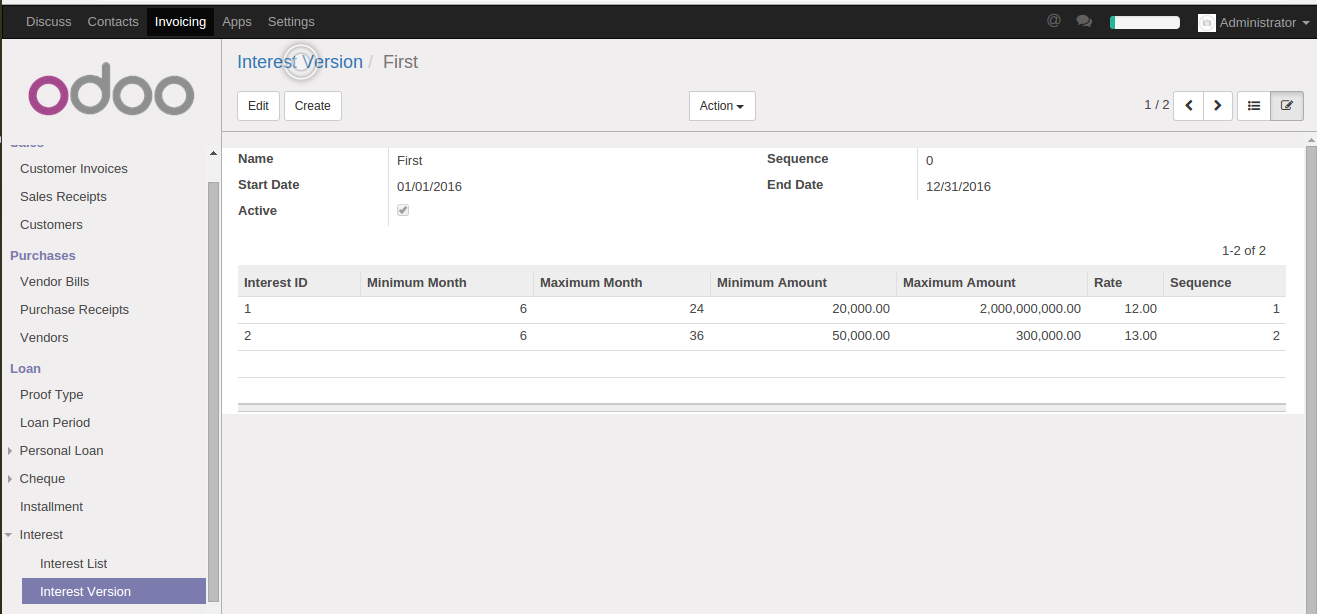 Discuss Contacts Invoicing Apps Settings @ Administrator
odoo
Interest Version / First
Edit Create Action 1 / 2
Sales
Customer Invoices
Sales Receipts
Customers
Purchases
Vendor Bills
Purchase Receipts
Vendors
Loan
Proof Type
Loan Period
Personal Loan
Cheque
Installment
Interest
Interest List
Interest Version
Name First Sequence 0
Start Date 01/01/2016 End Date 12/31/2016
Active
1-2 of 2
Interest ID Minimum Month Maximum Month Minimum Amount Maximum Amount Rate Sequence
1 6 24 20,000.00 2,000,000,000.00 12.00 1
2 6 36 50,000.00 300,000.00 13.00 2